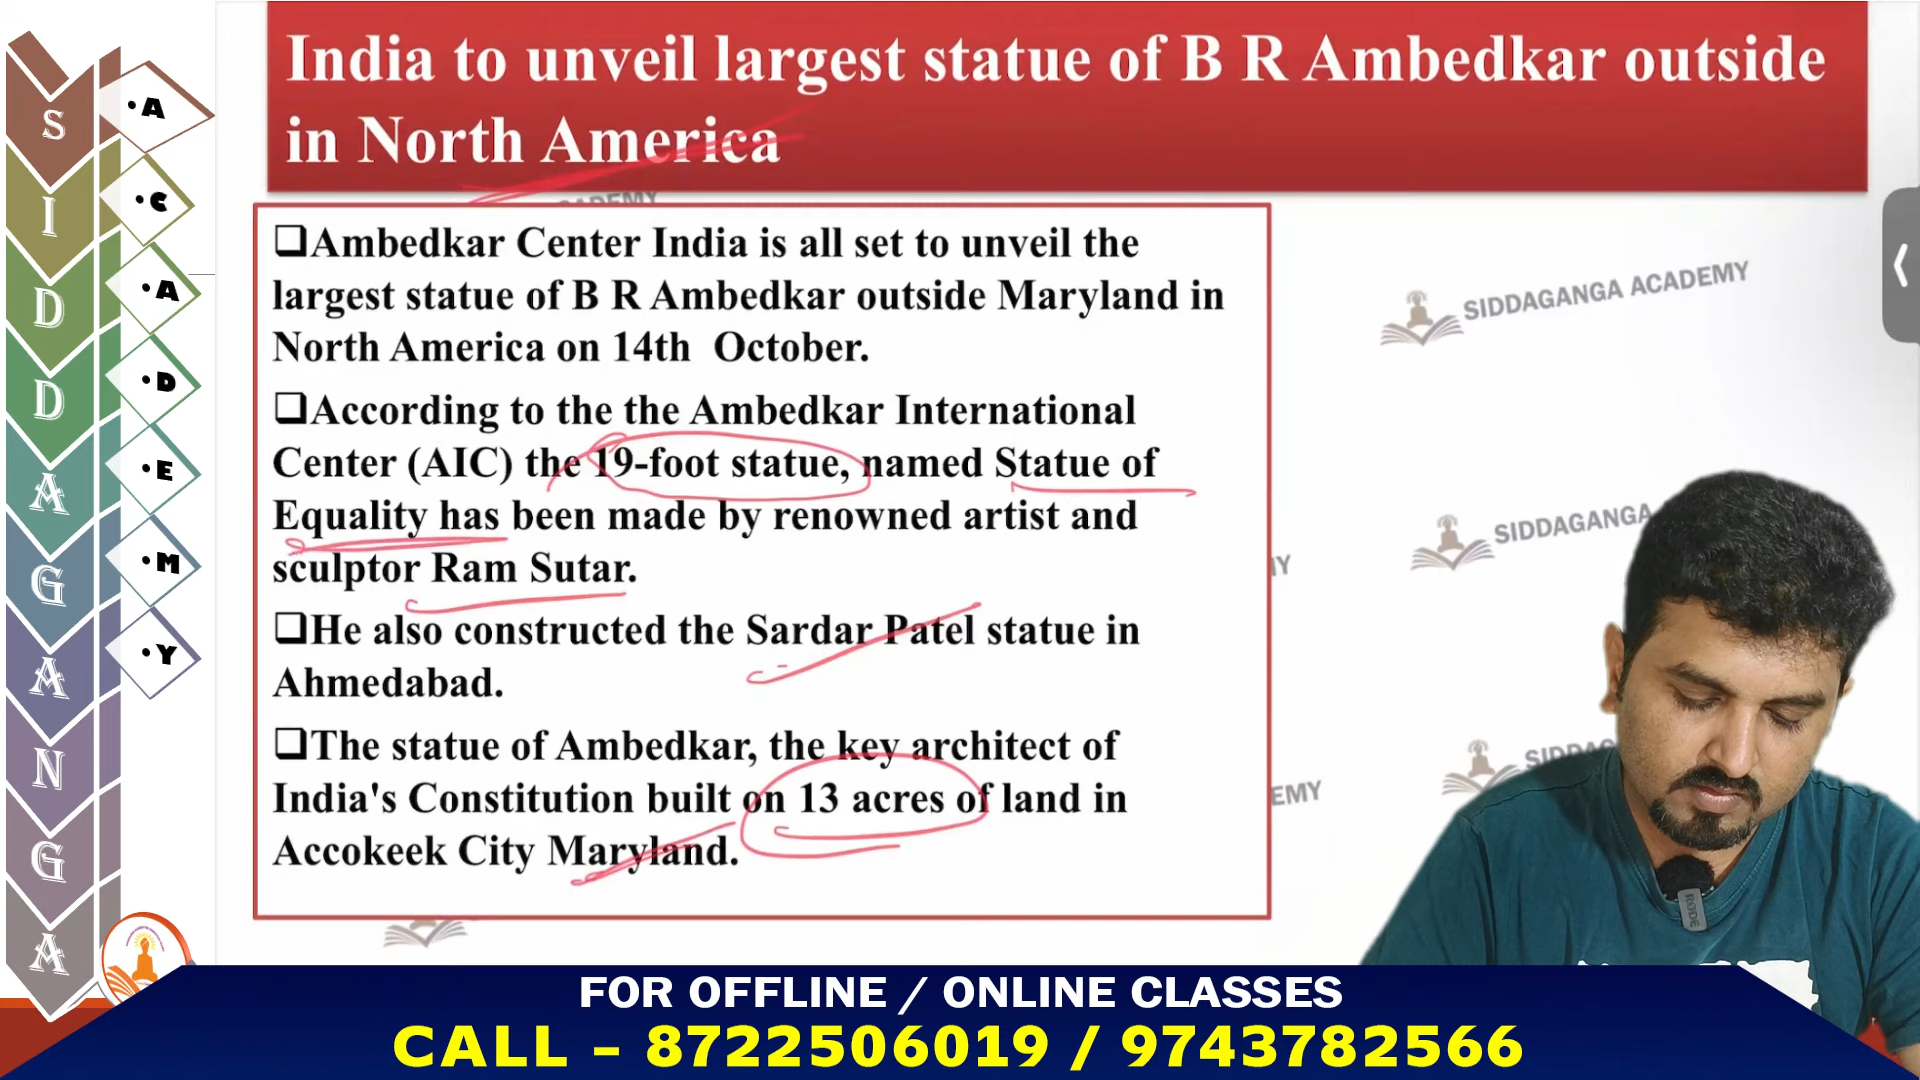 India to unveil largest statue of B R Ambedkar outside
in North America
❑Ambedkar Center India is all set to unveil the
largest statue of B R Ambedkar outside Maryland in
North America on 14th October.
❑According to the the Ambedkar International
Center (AIC) the 19-foot statue, named Statue of
Equality has been made by renowned artist and
sculptor Ram Sutar.
❑He also constructed the Sardar Patel statue in
Ahmedabad.
❑The statue of Ambedkar, the key architect of
India's Constitution built on 13 acres of land in
Accokeek City Maryland.
S
I
D
D
A
G
A
N
G
A
•A
•C
•A
•D
•E
•M
•Y
SIDDAGANGA ACADEMY
SIDDAGANGA
RØDE
FOR OFFLINE / ONLINE CLASSES
CALL – 8722506019 / 9743782566